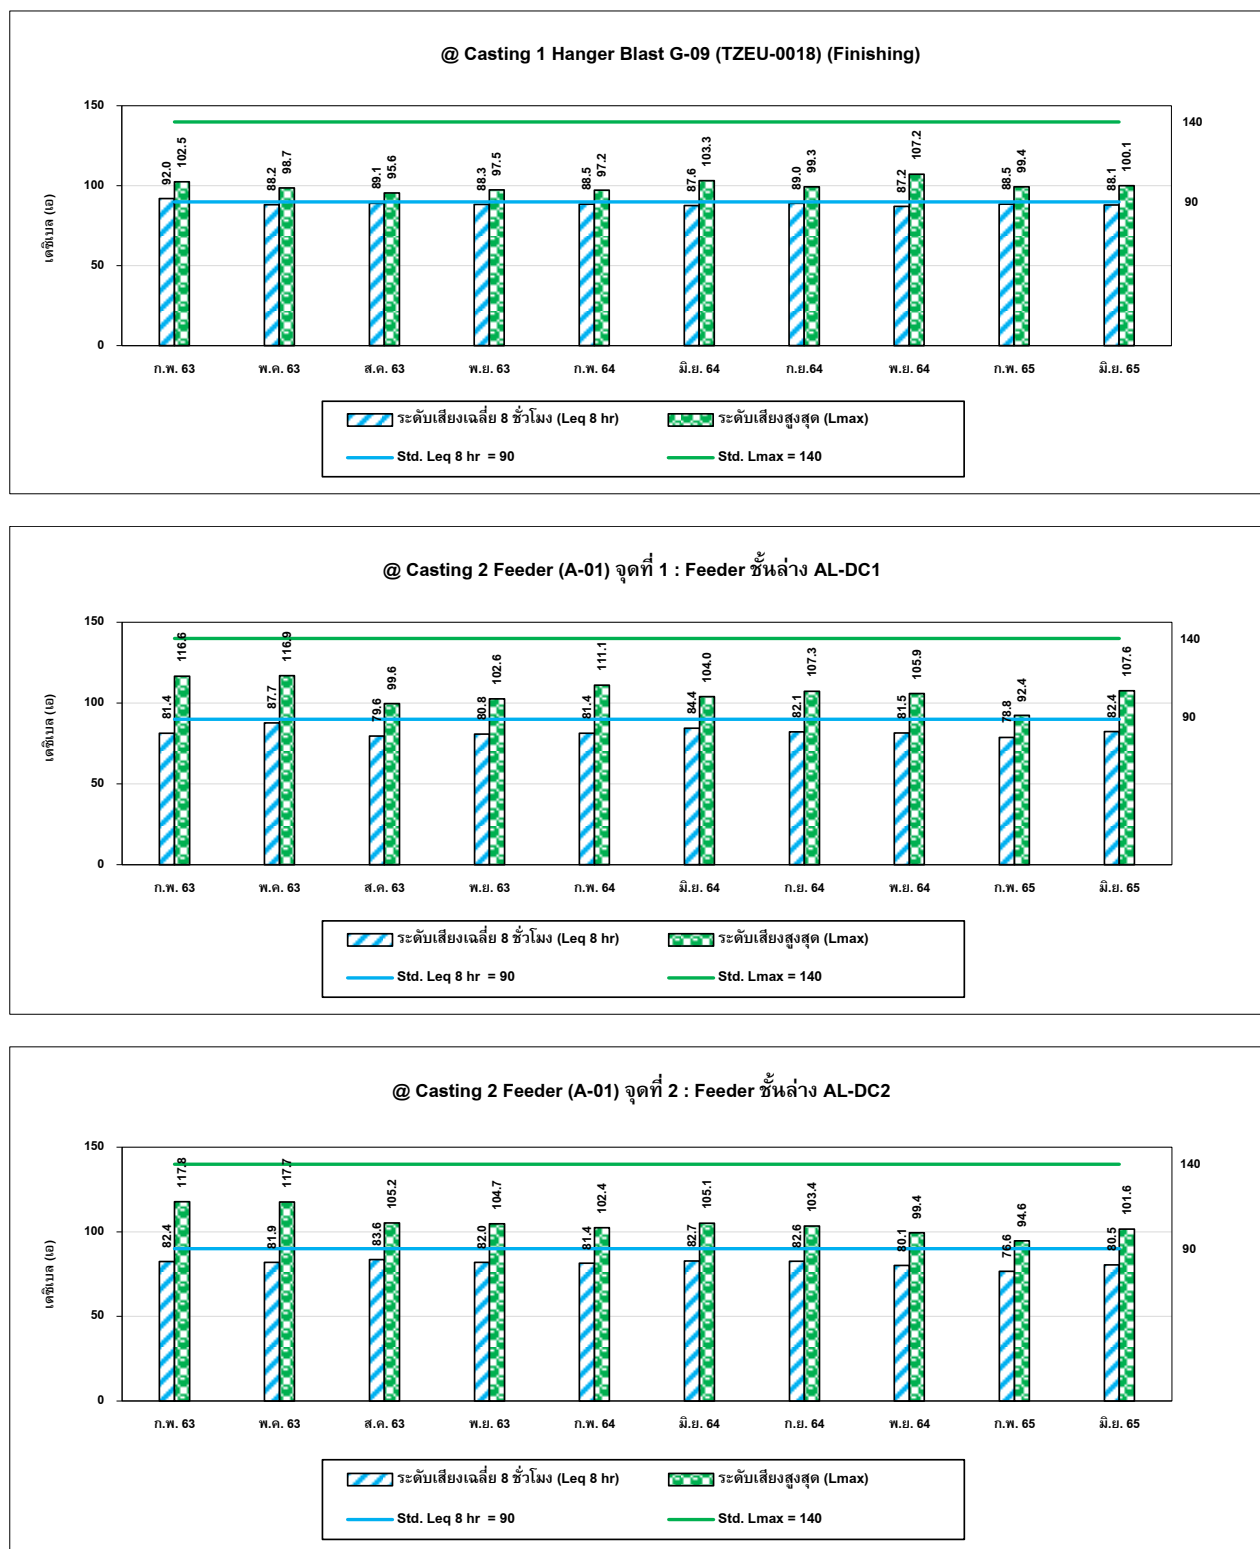 @ Casting 1 Hanger Blast G-09 (TZEU-0018) (Finishing)
เดซิเบล (เอ)
150
100
50
0
140
90
92.0 102.5 88.2 98.7 89.1 95.6 88.3 97.5 88.5 97.2 87.6 103.3 89.0 99.3 87.2 107.2 88.5 99.4 88.1 100.1
ก.พ. 63 พ.ค. 63 ส.ค. 63 พ.ย. 63 ก.พ. 64 มิ.ย. 64 ก.ย.64 พ.ย. 64 ก.พ. 65 มิ.ย. 65
ระดับเสียงเฉลี่ย 8 ชั่วโมง (Leq 8 hr) ระดับเสียงสูงสุด (Lmax)
Std. Leq 8 hr = 90 Std. Lmax = 140
@ Casting 2 Feeder (A-01) จุดที่ 1 : Feeder ชั้นล่าง AL-DC1
เดซิเบล (เอ)
150
100
50
0
140
90
81.4 116.6 87.7 116.9 79.6 99.6 80.8 102.6 81.4 111.1 84.4 104.0 82.1 107.3 81.5 105.9 78.8 92.4 82.4 107.6
ก.พ. 63 พ.ค. 63 ส.ค. 63 พ.ย. 63 ก.พ. 64 มิ.ย. 64 ก.ย. 64 พ.ย. 64 ก.พ. 65 มิ.ย. 65
ระดับเสียงเฉลี่ย 8 ชั่วโมง (Leq 8 hr) ระดับเสียงสูงสุด (Lmax)
Std. Leq 8 hr = 90 Std. Lmax = 140
@ Casting 2 Feeder (A-01) จุดที่ 2 : Feeder ชั้นล่าง AL-DC2
เดซิเบล (เอ)
150
100
50
0
140
90
82.4 117.8 81.9 117.7 83.6 105.2 82.0 104.7 81.4 102.4 82.7 105.1 82.6 103.4 80.1 99.4 76.6 94.6 80.5 101.6
ก.พ. 63 พ.ค. 63 ส.ค. 63 พ.ย. 63 ก.พ. 64 มิ.ย. 64 ก.ย. 64 พ.ย. 64 ก.พ. 65 มิ.ย. 65
ระดับเสียงเฉลี่ย 8 ชั่วโมง (Leq 8 hr) ระดับเสียงสูงสุด (Lmax)
Std. Leq 8 hr = 90 Std. Lmax = 140